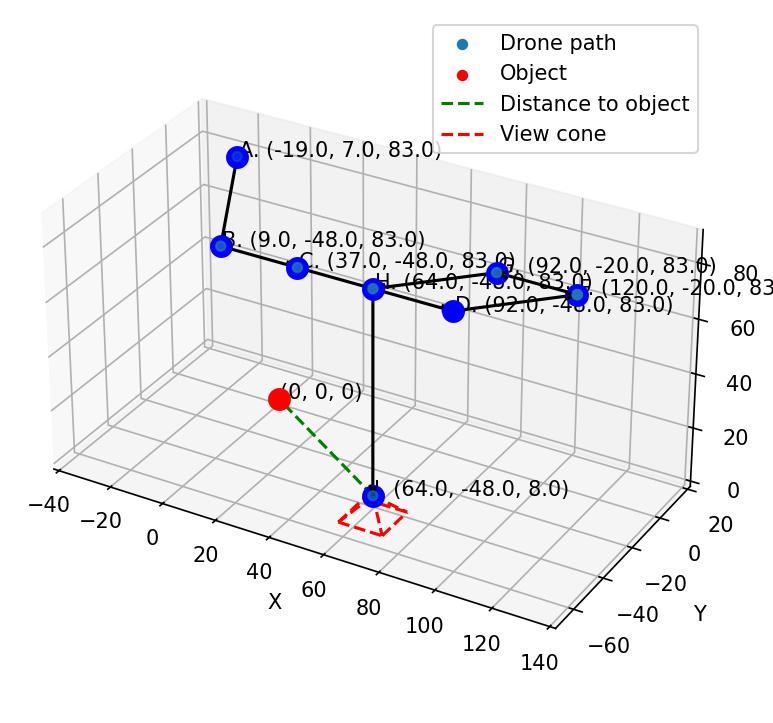 Drone path
Object
Distance to object
View cone
A. (-19.0, 7.0, 83.0)
B. (9.0, -48.0, 83.0)
C. (37.0, -48.0, 83.0)
(92.0, -20.0, 83.0)
H. (64.0, -48.0, 83.0)
(120.0, -20.0, 83
D. (92.0, -48.0, 83.0)
(0, 0, 0)
(64.0, -48.0, 8.0)
80
60
40
20
0
−40
−20
0
20
40
60
80
100
120
140
X
20
0
−20
−40
−60
Y